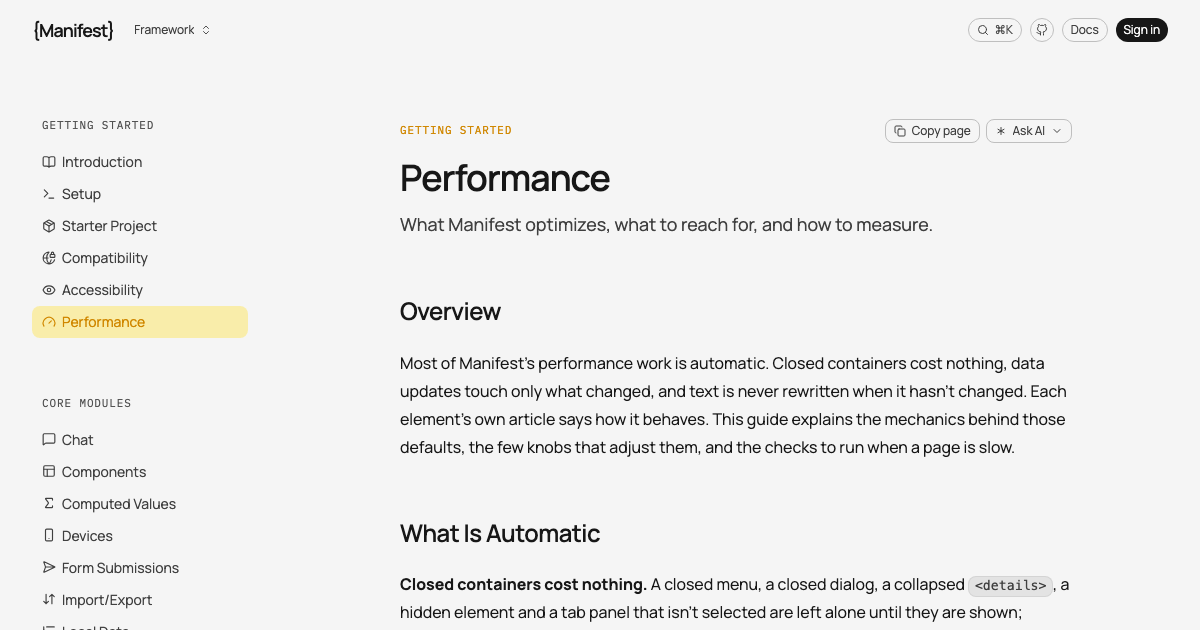 {Manifest}
Framework
⌘K
Docs
Sign in
GETTING STARTED
Introduction
Setup
Starter Project
Compatibility
Accessibility
Performance
CORE MODULES
Chat
Components
Computed Values
Devices
Form Submissions
Import/Export
Local Data
GETTING STARTED
Copy page
Ask AI
Performance
What Manifest optimizes, what to reach for, and how to measure.
Overview
Most of Manifest’s performance work is automatic. Closed containers cost nothing, data
updates touch only what changed, and text is never rewritten when it hasn’t changed. Each
element’s own article says how it behaves. This guide explains the mechanics behind those
defaults, the few knobs that adjust them, and the checks to run when a page is slow.
What Is Automatic
Closed containers cost nothing. A closed menu, a closed dialog, a collapsed <details>, a
hidden element and a tab panel that isn’t selected are left alone until they are shown;